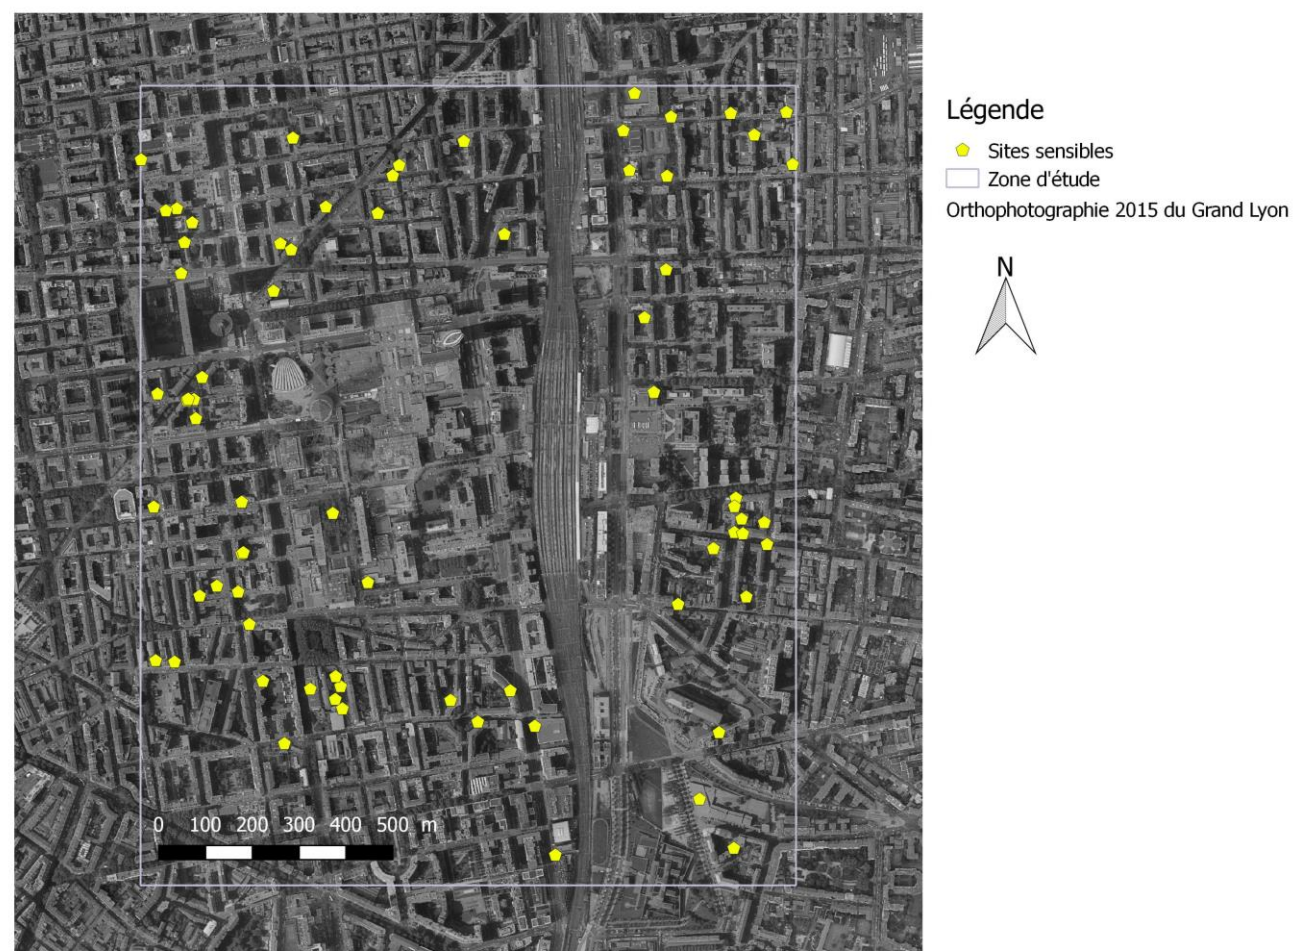 Légende
Sites sensibles
Zone d'étude
Orthophotographie 2015 du Grand Lyon
N
0 100 200 300 400 500 m